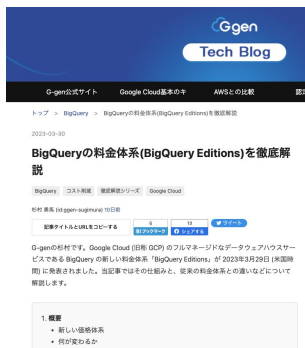 Ggen
Tech Blog
G-gen公式サイト Google Cloud基本のキ AWSとの比較 認定
トップ > BigQuery > BigQueryの料金体系(BigQuery Editions)を徹底解説
2023-03-30
BigQueryの料金体系(BigQuery Editions)を徹底解
説
BigQuery コスト削減 徹底解説シリーズ Google Cloud
杉村 勇馬 (id:ggen-sugimura) 10日前
記事タイトルとURLをコピーする 6 13 ツイート
B!ブックマーク シェアする
G-genの杉村です。Google Cloud (旧称 GCP) のフルマネージドなデータウェアハウスサー
ビスである BigQuery の新しい料金体系「BigQuery Editions」が 2023年3月29日 (米国時
間) に発表されました。当記事ではその仕組みと、従来の料金体系との違いなどについて
解説します。
1. 概要
• 新しい価格体系
• 何が変わるか